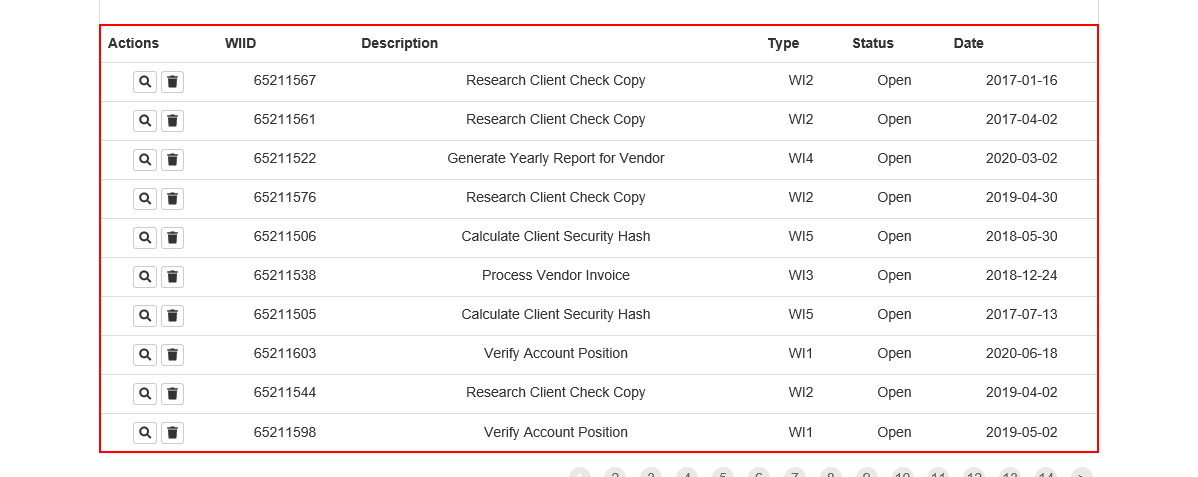 Actions WIID Description Type Status Date
65211567 Research Client Check Copy WI2 Open 2017-01-16
65211561 Research Client Check Copy WI2 Open 2017-04-02
65211522 Generate Yearly Report for Vendor WI4 Open 2020-03-02
65211576 Research Client Check Copy WI2 Open 2019-04-30
65211506 Calculate Client Security Hash WI5 Open 2018-05-30
65211538 Process Vendor Invoice WI3 Open 2018-12-24
65211505 Calculate Client Security Hash WI5 Open 2017-07-13
65211603 Verify Account Position WI1 Open 2020-06-18
65211544 Research Client Check Copy WI2 Open 2019-04-02
65211598 Verify Account Position WI1 Open 2019-05-02
1 2 3 4 5 6 7 8 9 10 11 12 13 14 >